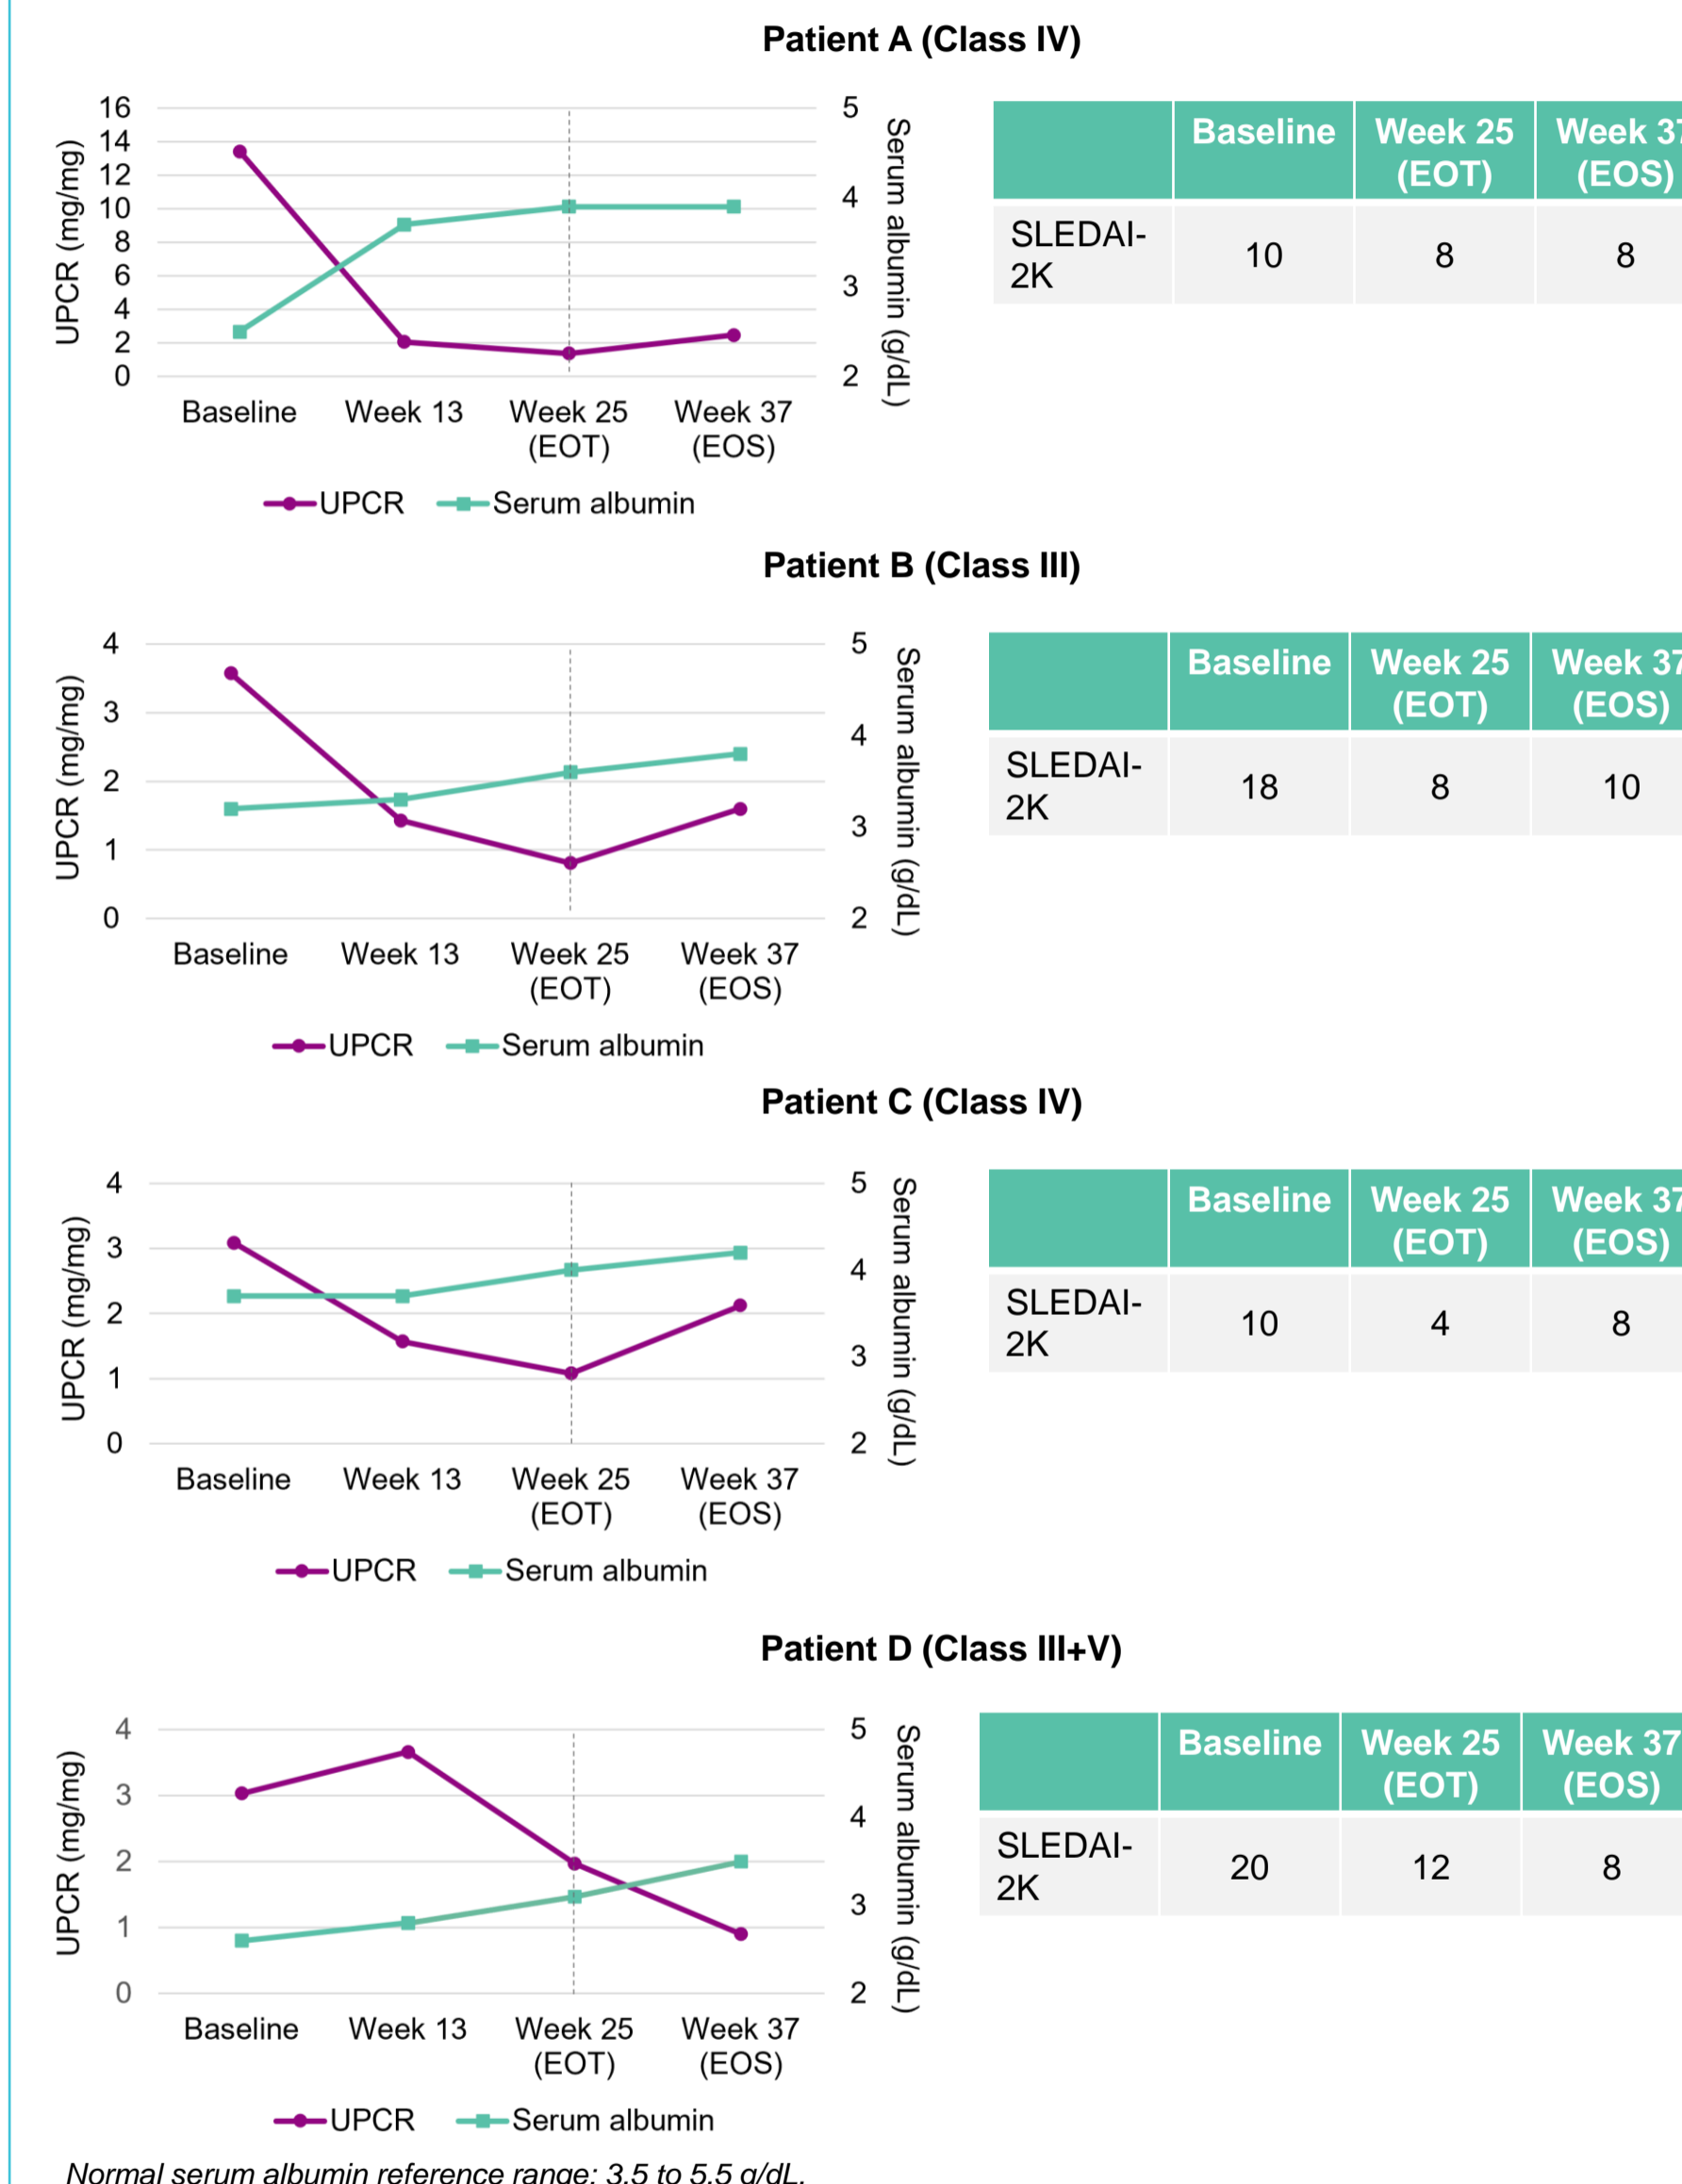 Patient A (Class IV)
16
14
12
10
8
6
4
2
0
UPCR (mg/mg)
5
4
3
2
Serum albumin (g/dL)
Baseline
Week 13
Week 25
(EOT)
Week 37
(EOS)
UPCR
Serum albumin
Baseline
Week 25
(EOT)
Week 37
(EOS)
SLEDAI-
2K
10
8
8
Patient B (Class III)
4
3
2
1
0
UPCR (mg/mg)
5
4
3
2
Serum albumin (g/dL)
Baseline
Week 13
Week 25
(EOT)
Week 37
(EOS)
UPCR
Serum albumin
Baseline
Week 25
(EOT)
Week 37
(EOS)
SLEDAI-
2K
18
8
10
Patient C (Class IV)
4
3
2
1
0
UPCR (mg/mg)
5
4
3
2
Serum albumin (g/dL)
Baseline
Week 13
Week 25
(EOT)
Week 37
(EOS)
UPCR
Serum albumin
Baseline
Week 25
(EOT)
Week 37
(EOS)
SLEDAI-
2K
10
4
8
Patient D (Class III+V)
4
3
2
1
0
UPCR (mg/mg)
5
4
3
2
Serum albumin (g/dL)
Baseline
Week 13
Week 25
(EOT)
Week 37
(EOS)
UPCR
Serum albumin
Baseline
Week 25
(EOT)
Week 37
(EOS)
SLEDAI-
2K
20
12
8
Normal serum albumin reference range: 3.5 to 5.5 g/dL.